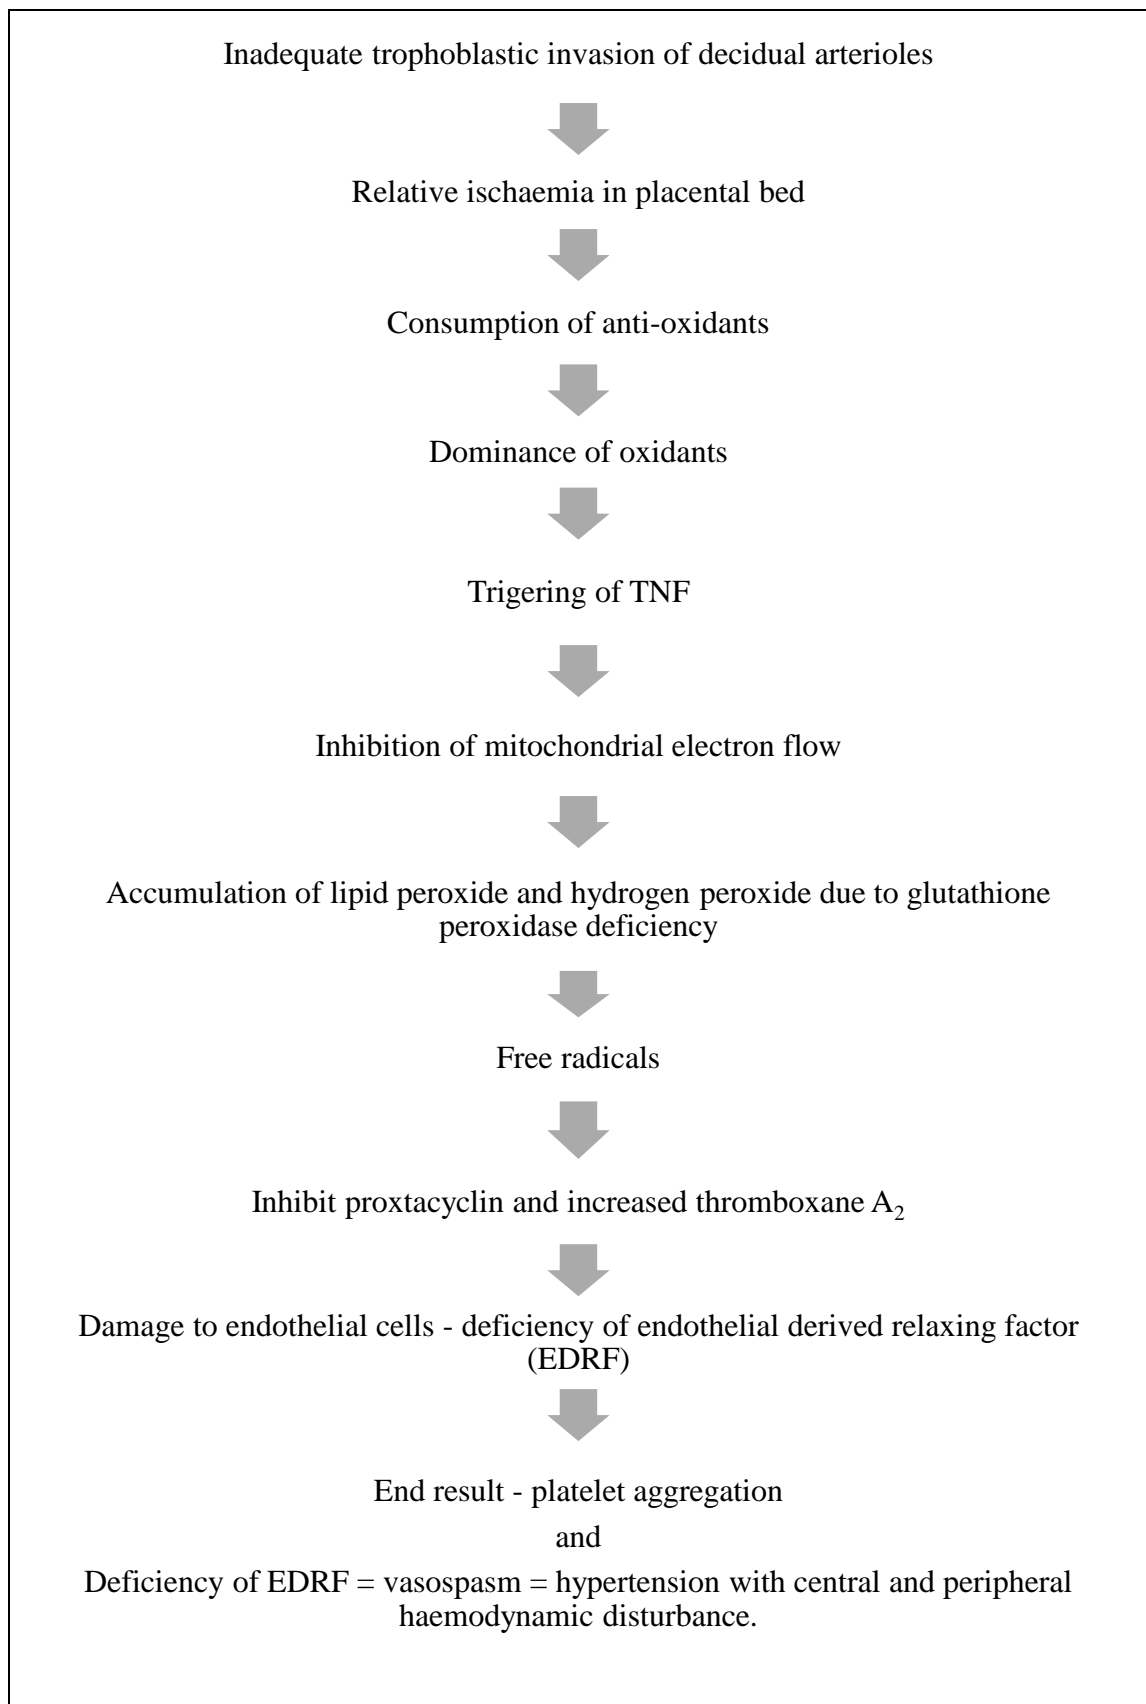 Inadequate trophoblastic invasion of decidual arterioles
Relative ischaemia in placental bed
Consumption of anti-oxidants
Dominance of oxidants
Trigering of TNF
Inhibition of mitochondrial electron flow
Accumulation of lipid peroxide and hydrogen peroxide due to glutathione
peroxidase deficiency
Free radicals
Inhibit proxtacyclin and increased thromboxane A₂
Damage to endothelial cells - deficiency of endothelial derived relaxing factor
(EDRF)
End result - platelet aggregation
and
Deficiency of EDRF = vasospasm = hypertension with central and peripheral
haemodynamic disturbance.